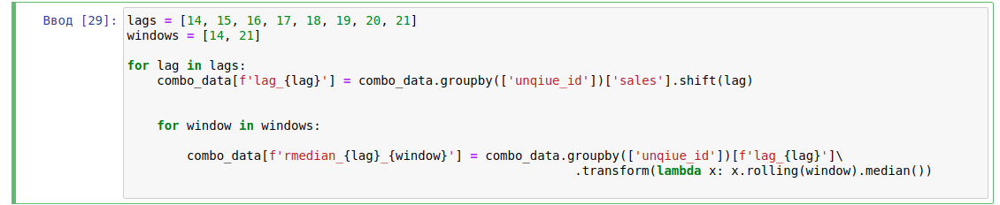 Ввод [29]: lags = [14, 15, 16, 17, 18, 19, 20, 21]
windows = [14, 21]
for lag in lags:
combo_data[f'lag_{lag}'] = combo_data.groupby(['unqiue_id'])['sales'].shift(lag)
for window in windows:
combo_data[f'rmedian_{lag}_{window}'] = combo_data.groupby(['unqiue_id'])[f'lag_{lag}']\
.transform(lambda x: x.rolling(window).median())